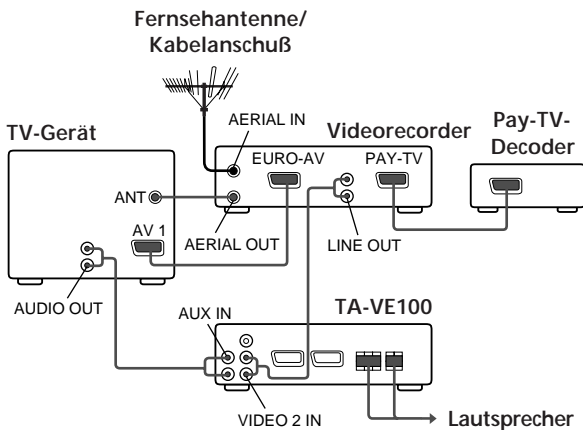 Fernsehantenne/
Kabelanschuß
AERIAL IN
TV-Gerät
Videorecorder
Pay-TV-
Decoder
EURO-AV
PAY-TV
ANT
AV 1
AERIAL OUT
LINE OUT
AUDIO OUT
AUX IN
TA-VE100
VIDEO 2 IN
Lautsprecher